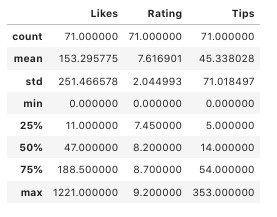 Likes Rating Tips
count 71.000000 71.000000 71.000000
mean 153.295775 7.616901 45.338028
std 251.466578 2.044993 71.018497
min 0.000000 0.000000 0.000000
25% 11.000000 7.450000 5.000000
50% 47.000000 8.200000 14.000000
75% 188.500000 8.700000 54.000000
max 1221.000000 9.200000 353.000000